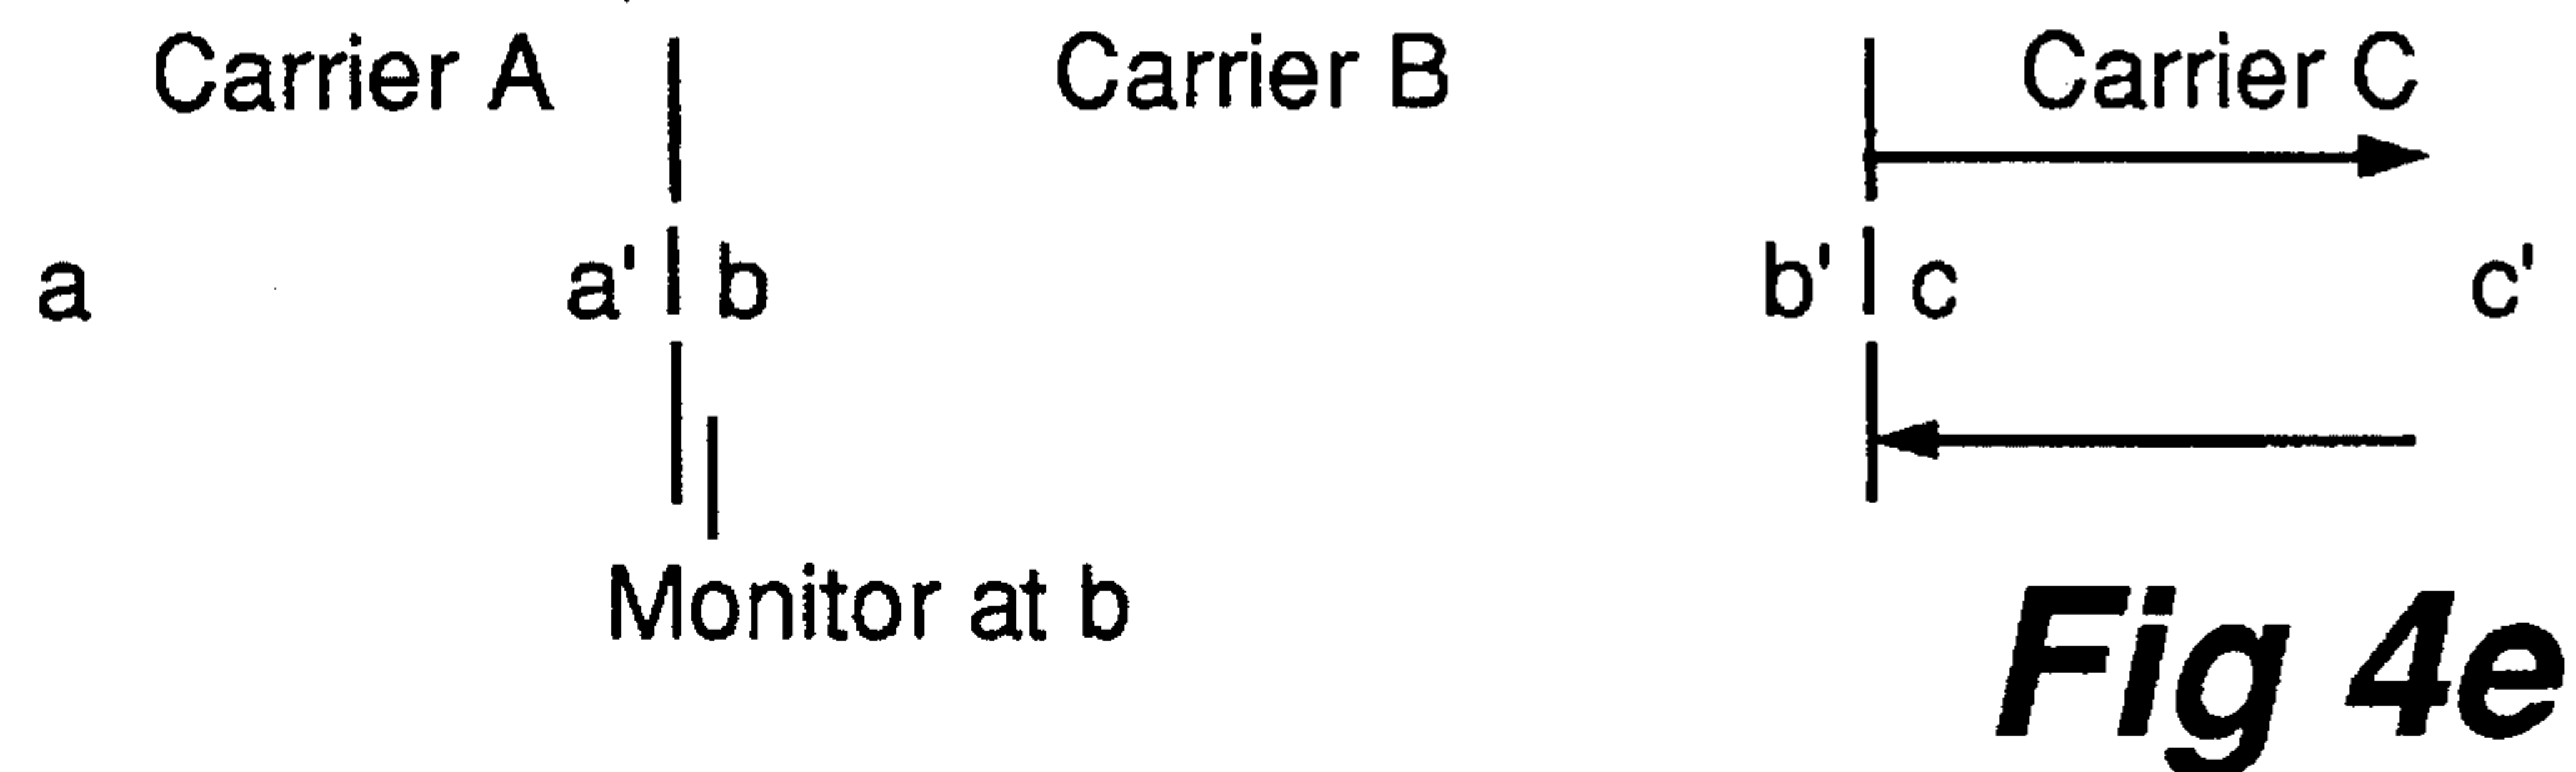 Carrier A Carrier B Carrier C
a a' b b' c c'
Monitor at b
Fig 4e